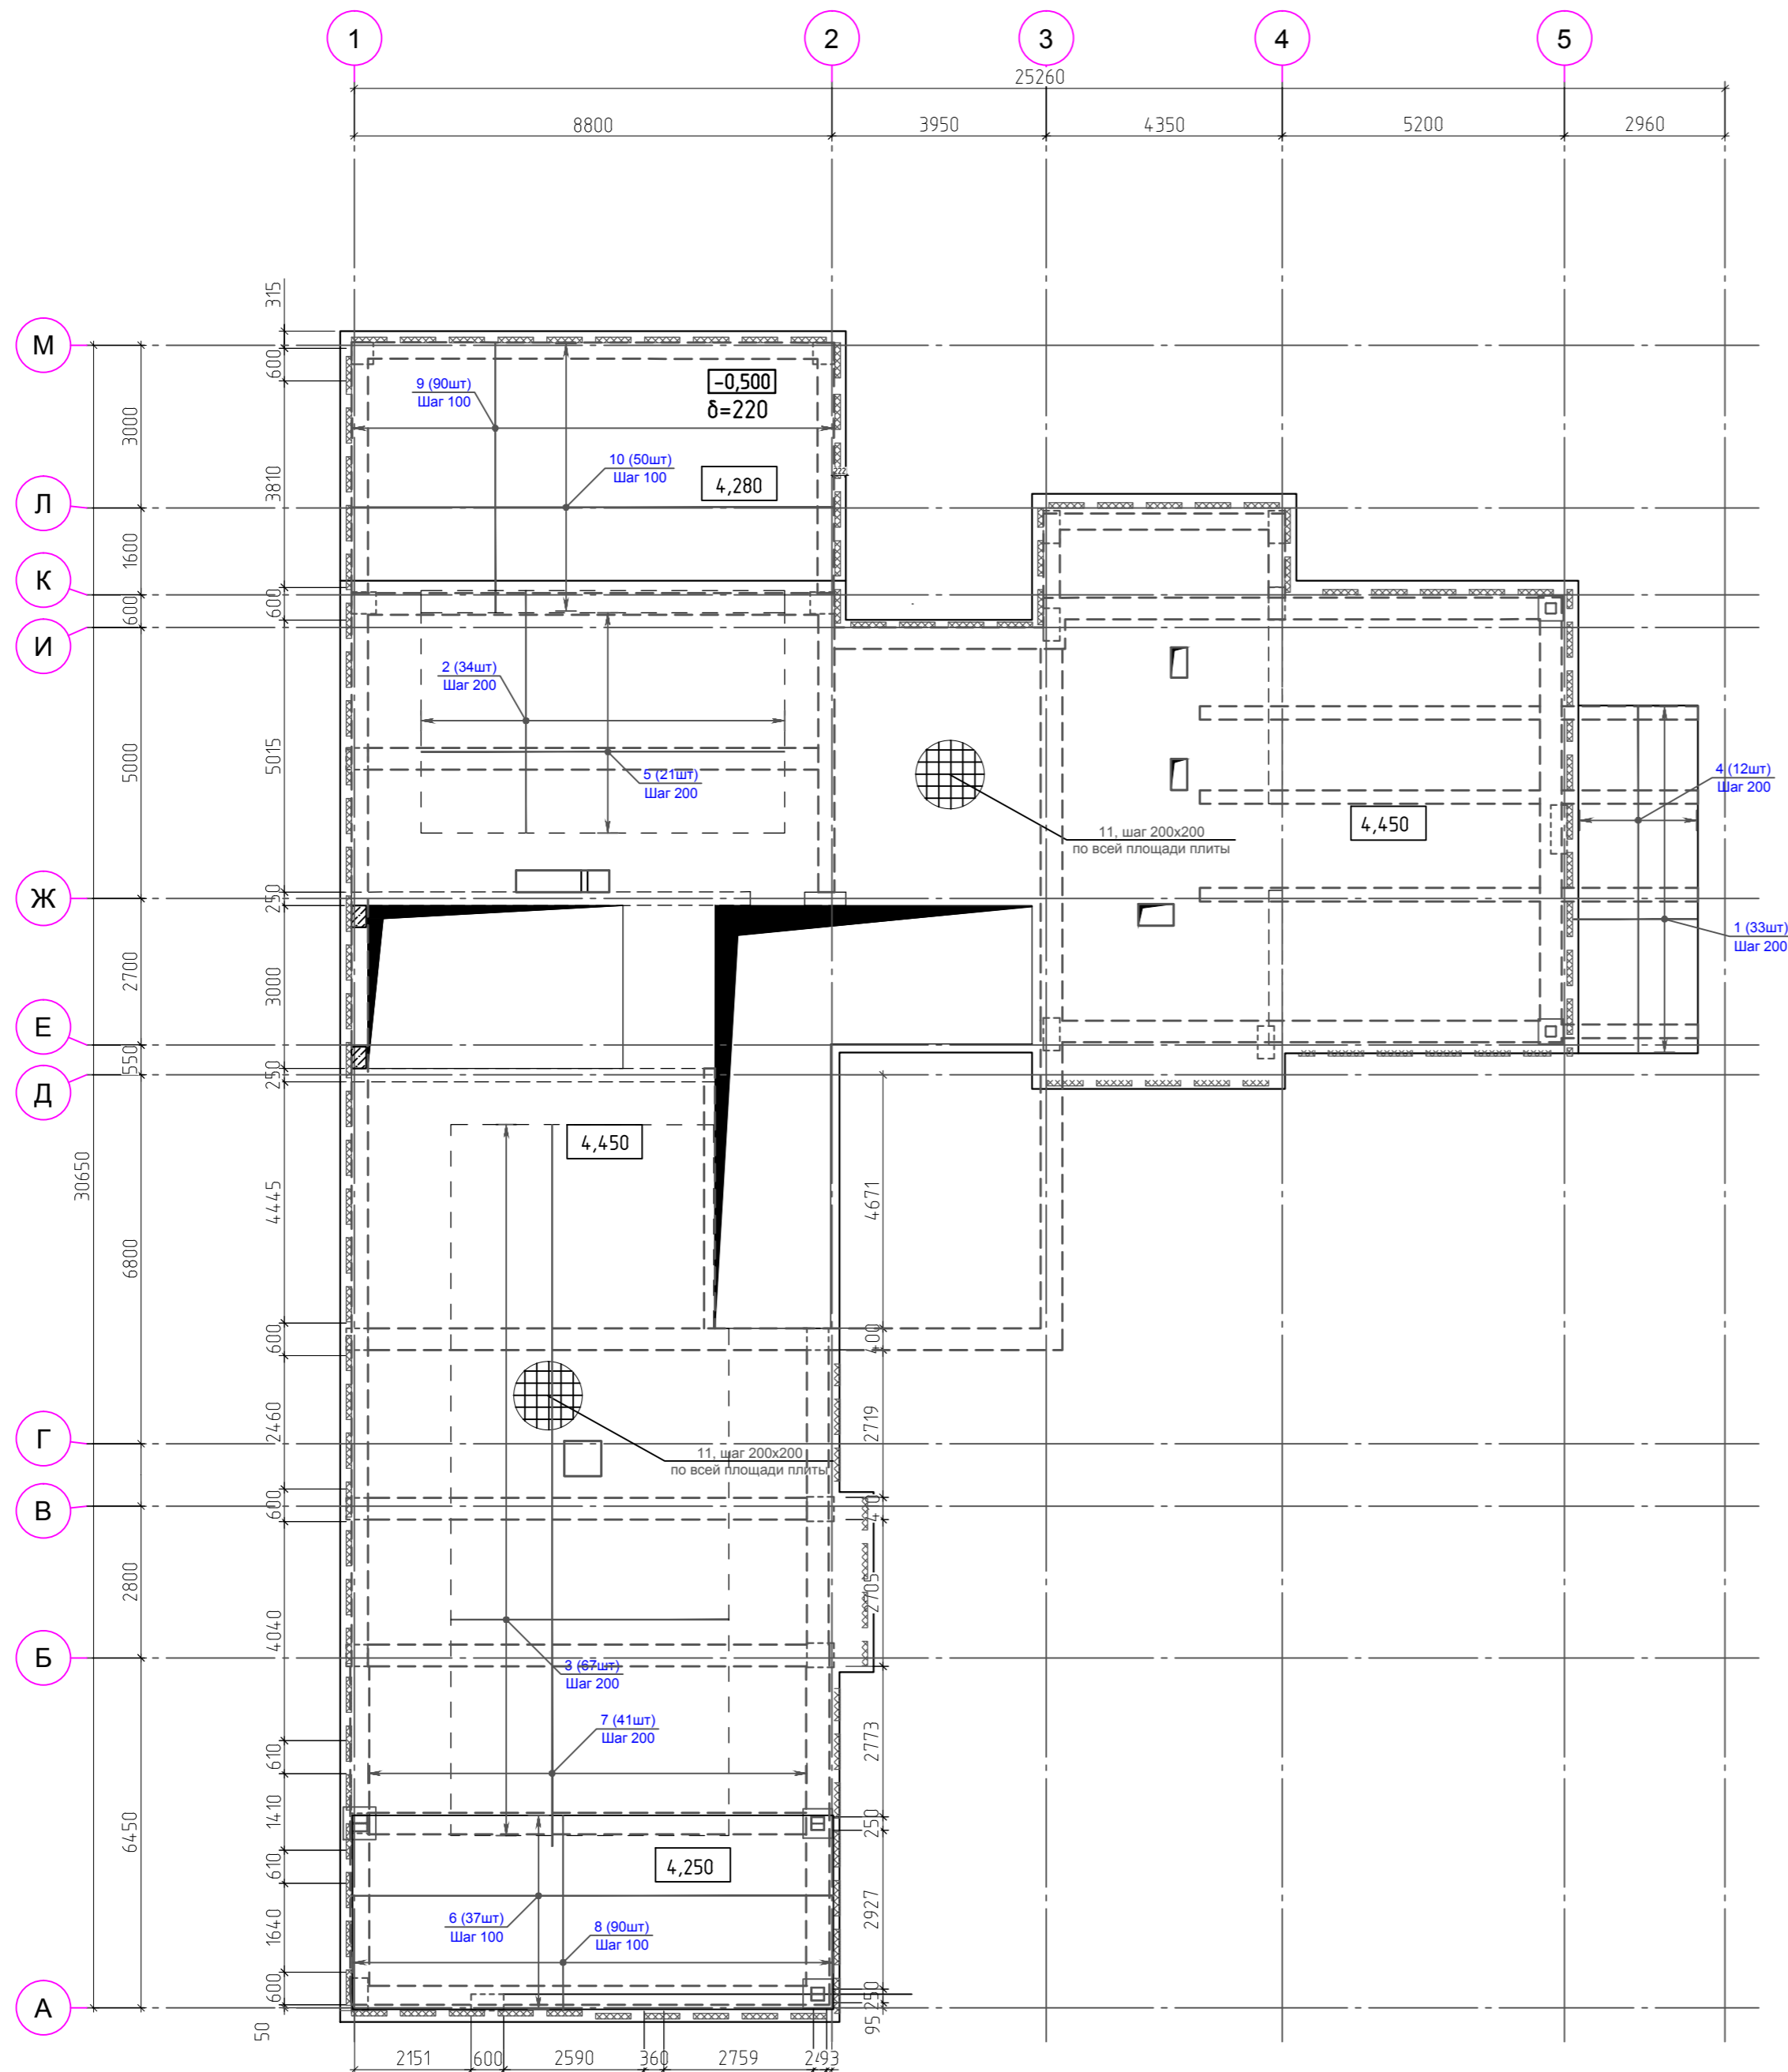 1
2
3
4
5
25260
8800
3950
4350
5200
2960
М
Л
К
И
Ж
Е
Д
Г
В
Б
А
30650
3000
1600
600
5000
2700
550
6800
2800
6450
315
600
3810
600
5015
250
3000
250
4445
600
2460
600
4040
610
1410
610
1640
600
50
9 (90шт)
Шаг 100
-0,500
δ=220
10 (50шт)
Шаг 100
4,280
222
2 (34шт)
Шаг 200
5 (21шт)
Шаг 200
11, шаг 200х200
по всей площади плиты
4,450
4 (12шт)
Шаг 200
1 (33шт)
Шаг 200
4,450
4671
400
2719
410
2705
2773
250
2927
250
95
11, шаг 200х200
по всей площади плиты
3 (67шт)
Шаг 200
7 (41шт)
Шаг 200
4,250
6 (37шт)
Шаг 100
8 (90шт)
Шаг 100
2151
600
2590
360
2759